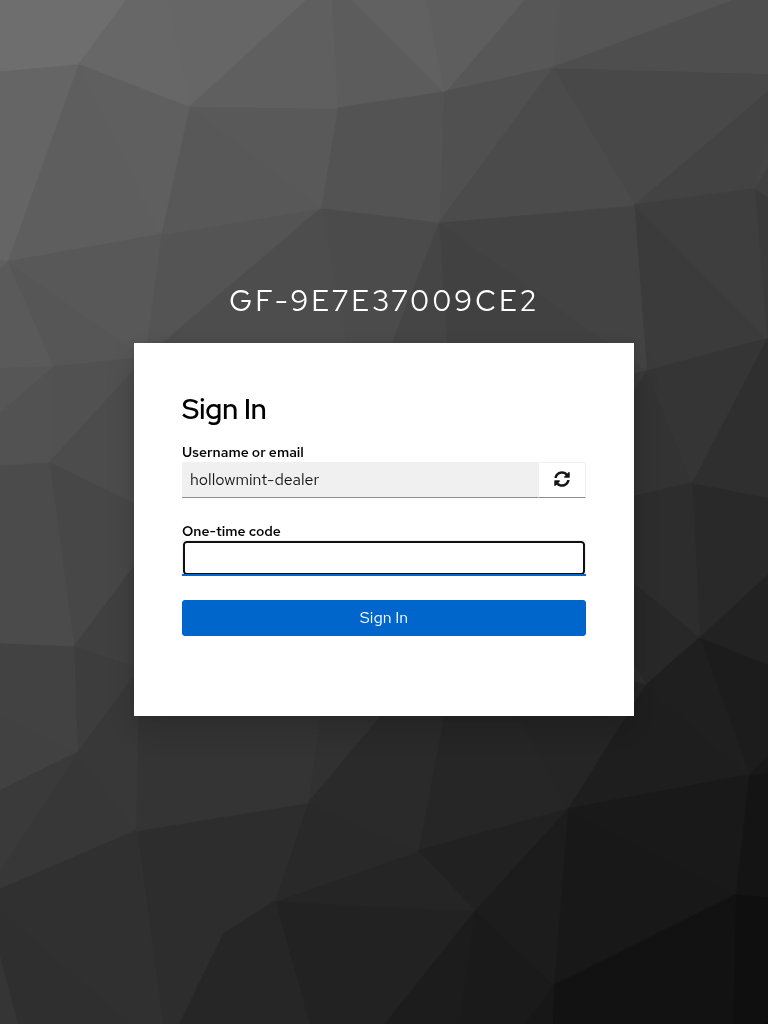 GF-9E7E37009CE2
Sign In
Username or email
hollowmint-dealer
One-time code
Sign In